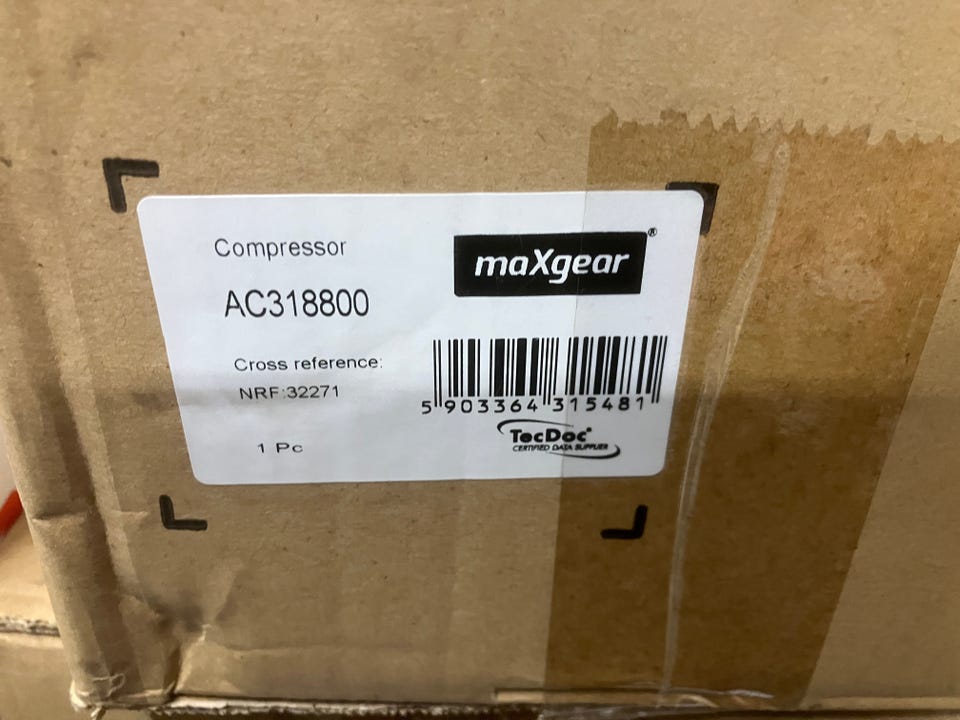 Compressor
maXgear®
AC318800
Cross reference:
NRF:32271
5 903364 315481
1 Pc
TecDoc®
CERTIFIED DATA SUPPLIER